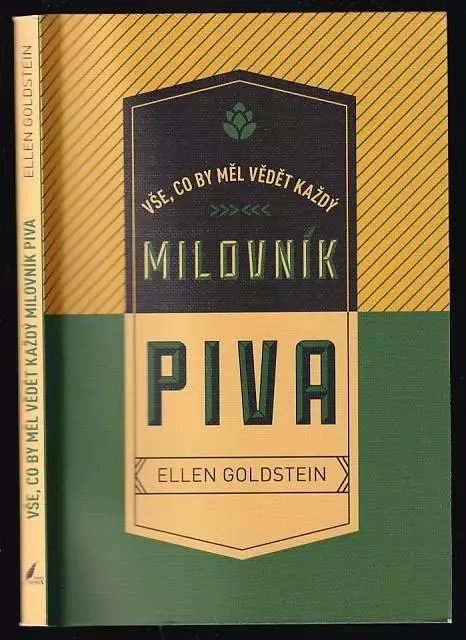 VŠE, CO BY MĚL VĚDĚT KAŽDÝ
>>> <<<
MILOVNÍK
PIVA
ELLEN GOLDSTEIN
VŠE, CO BY MĚL VĚDĚT KAŽDÝ MILOVNÍK PIVA
ELLEN GOLDSTEIN